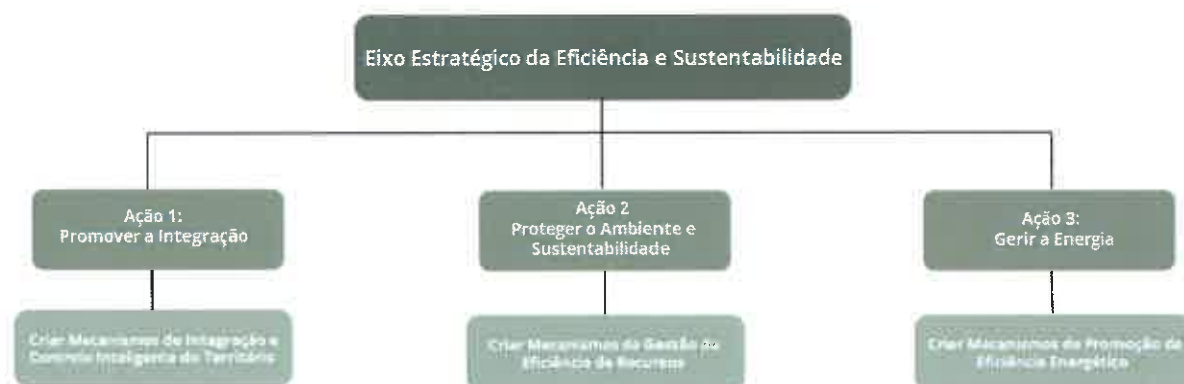 Eixo Estratégico da Eficiência e Sustentabilidade
Ação 1:
Promover a Integração
Ação 2
Proteger o Ambiente e
Sustentabilidade
Ação 3:
Gerir a Energia
Criar Mecanismos de Integração e
Controlo Inteligente do Território
Criar Mecanismos de Gestão
Eficiência de Recursos
Criar Mecanismos de Promoção de
Eficiência Energético